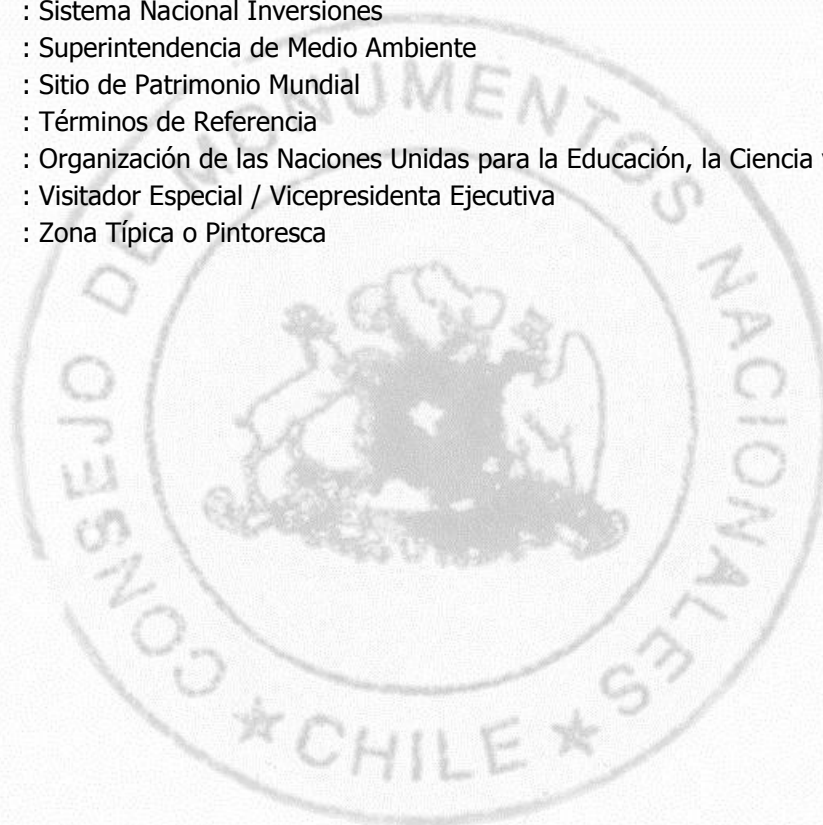 : Sistema Nacional Inversiones
: Superintendencia de Medio Ambiente
: Sitio de Patrimonio Mundial
: Términos de Referencia
: Organización de las Naciones Unidas para la Educación, la Ciencia
: Visitador Especial / Vicepresidenta Ejecutiva
: Zona Típica o Pintoresca
CONSEJO DE MONUMENTOS NACIONALES
★ CHILE ★